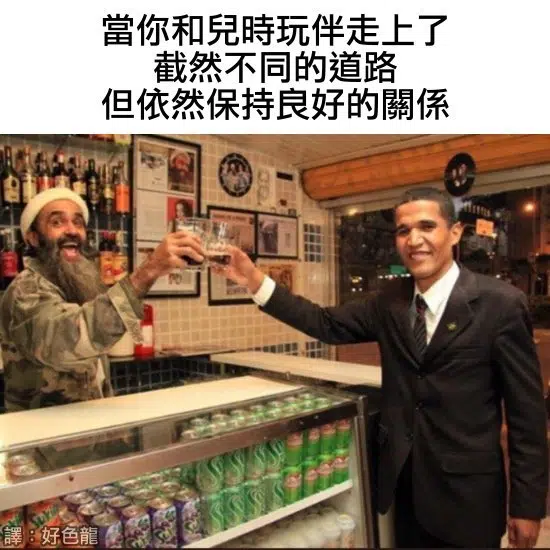 當你和兒時玩伴走上了
截然不同的道路
但依然保持良好的關係
譯：好色龍